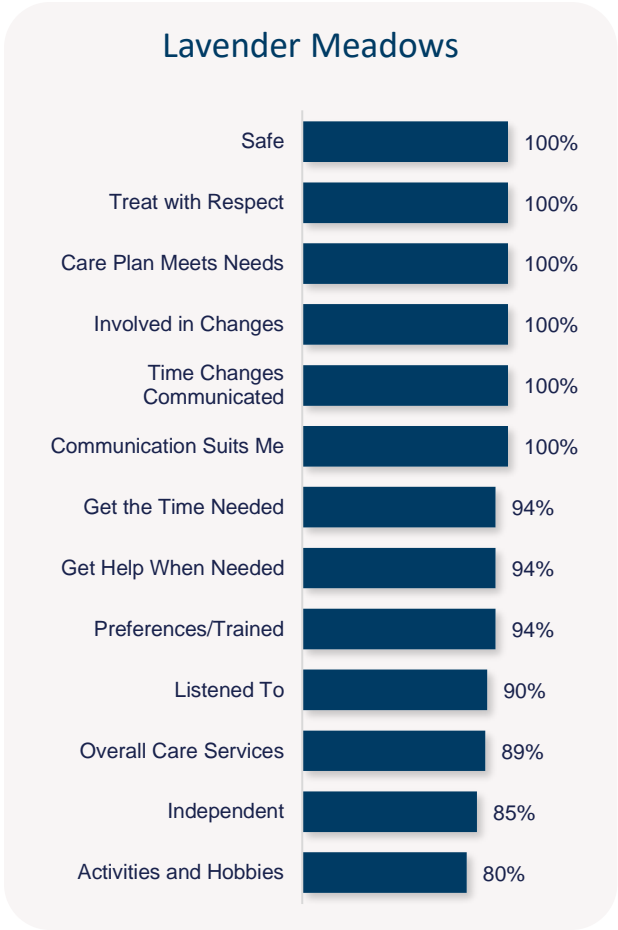 Lavender Meadows
Safe 100%
Treat with Respect 100%
Care Plan Meets Needs 100%
Involved in Changes 100%
Time Changes
Communicated 100%
Communication Suits Me 100%
Get the Time Needed 94%
Get Help When Needed 94%
Preferences/Trained 94%
Listened To 90%
Overall Care Services 89%
Independent 85%
Activities and Hobbies 80%